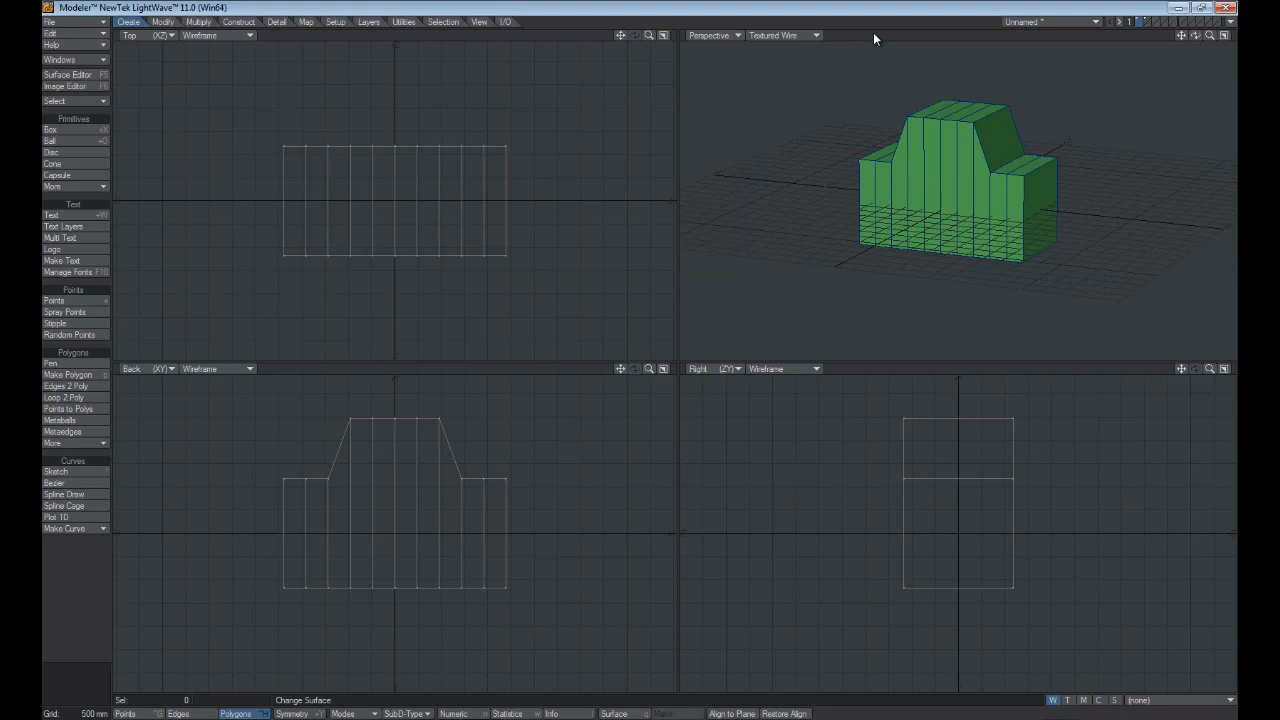 Modeler™ NewTek LightWave™ 11.0 (Win64)
File Create Modify Multiply Construct Detail Map Setup Layers Utilities Selection View I/O Unnamed * 1
Edit Top (XZ) Wireframe Perspective Textured Wire
Help
Windows
Surface Editor F5
Image Editor F6
Select
Primitives
Box +X
Ball +O
Disc
Cone
Capsule
More
Text
Text +W
Text Layers
Multi Text
Logo
Make Text
Manage Fonts F10
Points
Points +
Spray Points
Stipple
Random Points
Polygons
Pen
Back (XY) Wireframe Right (ZY) Wireframe
Make Polygon p
Edges 2 Poly
Loop 2 Poly
Points to Polys
Metaballs
Metaedges
More
Curves
Sketch
Bezier
Spline Draw
Spline Cage
Plot 1D
Make Curve
Sel: 0 Change Surface W T M C S (none)
Grid: 500 mm Points ^G Edges Polygons ^H Symmetry +Y Modes SubD-Type Numeric n Statistics w Info i Surface q Align to Plane Restore Align